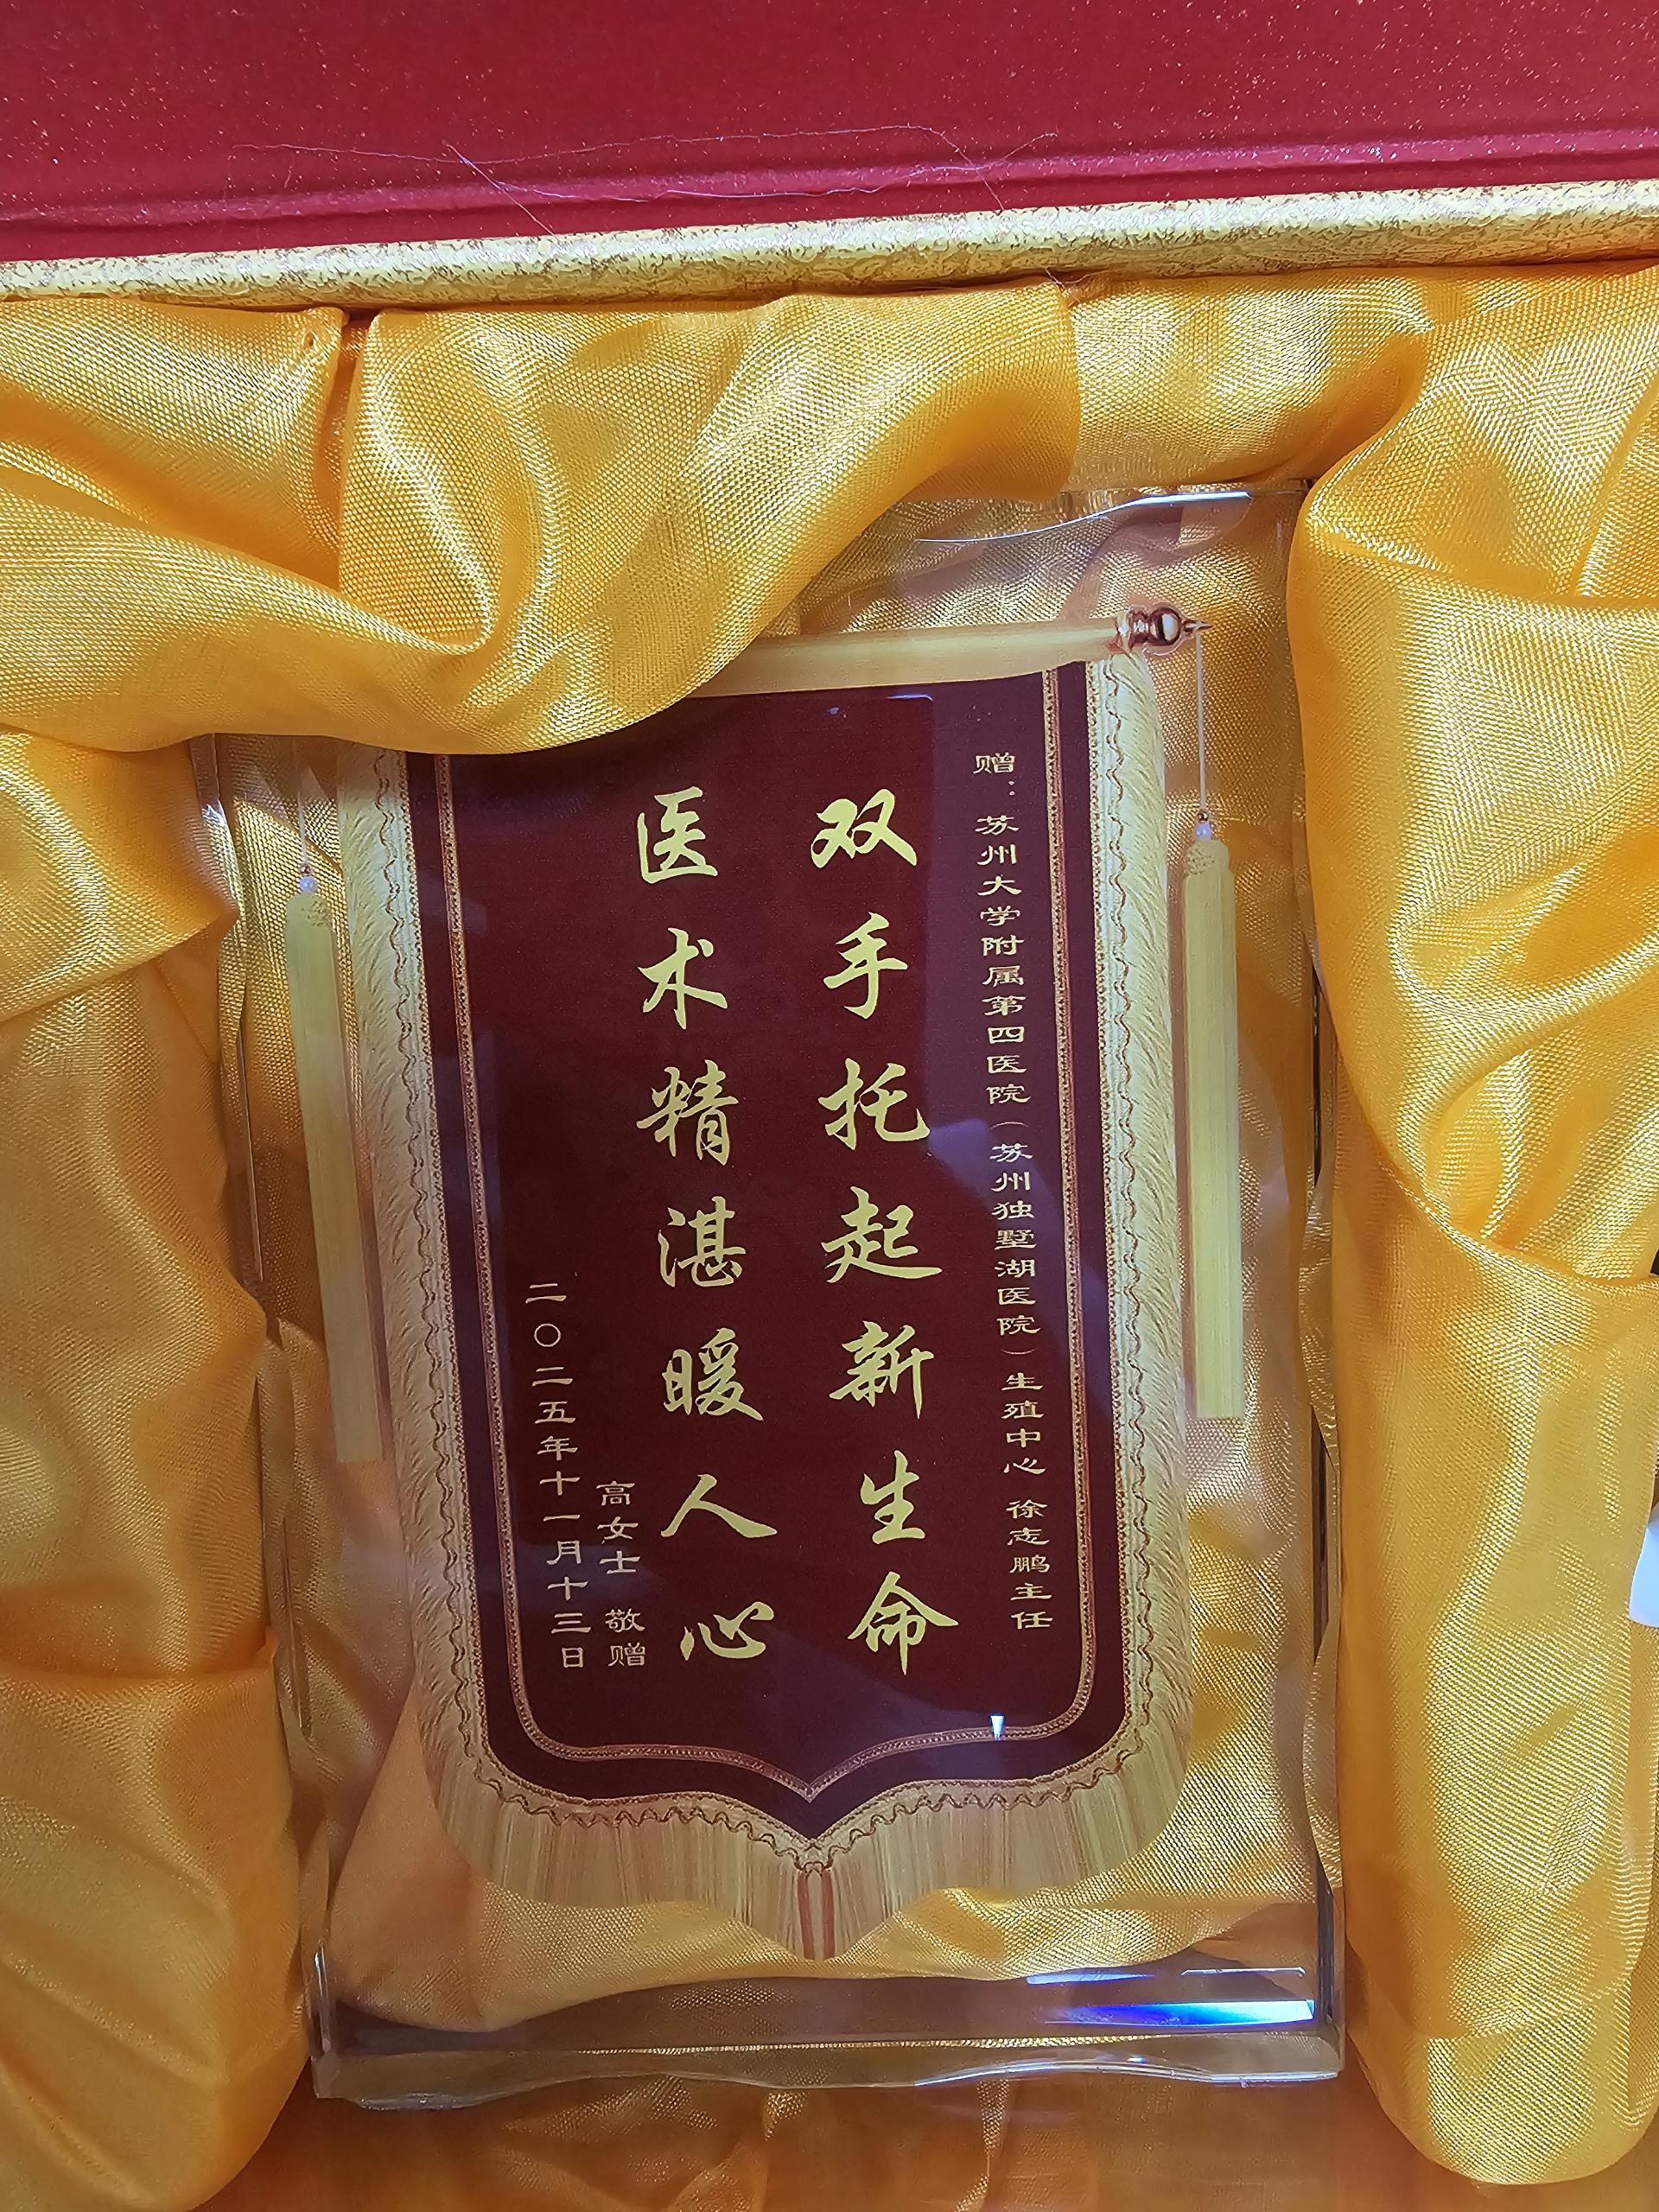 赠：苏州大学附属第四医院（苏州独墅湖医院）生殖中心 徐志鹏主任
双手托起新生命
医术精湛暖人心
高女士 敬赠
二〇二五年十一月十三日